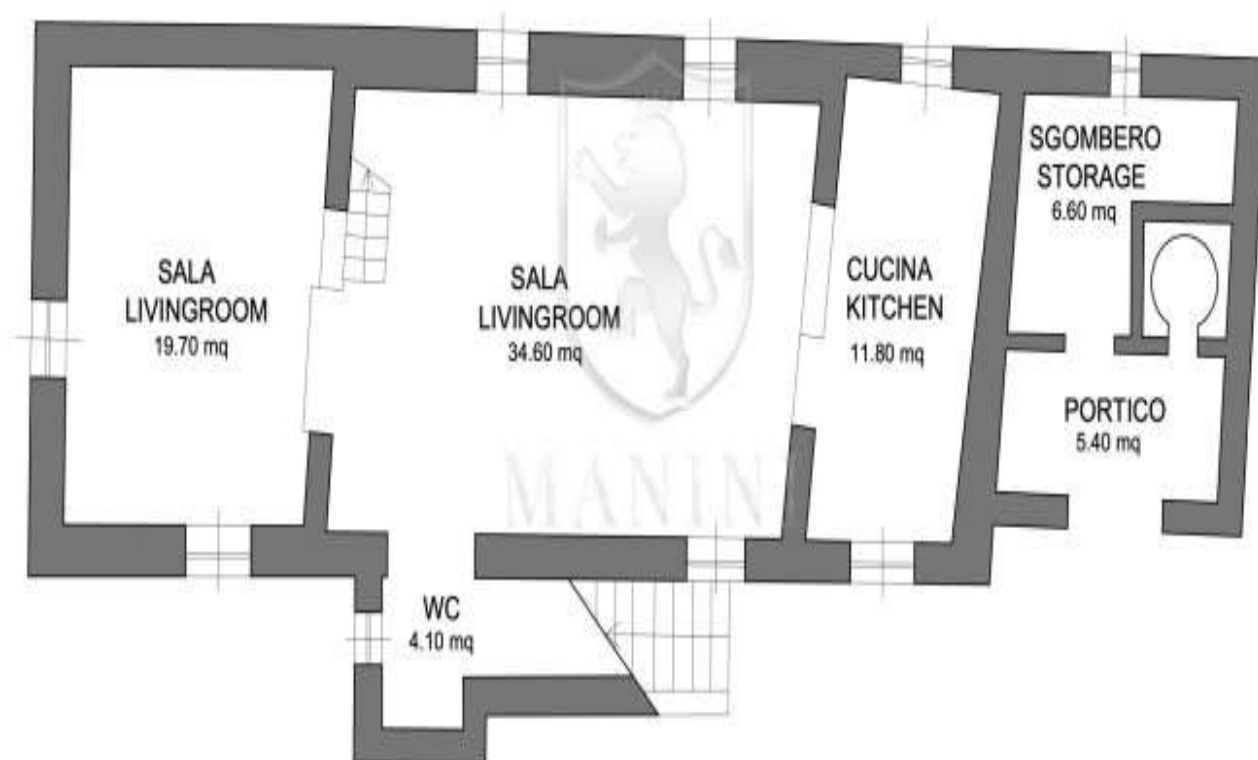 SGOMBERO
STORAGE
6.60 mq
SALA
LIVINGROOM
19.70 mq
SALA
LIVINGROOM
34.60 mq
CUCINA
KITCHEN
11.80 mq
PORTICO
5.40 mq
MANINI
WC
4.10 mq